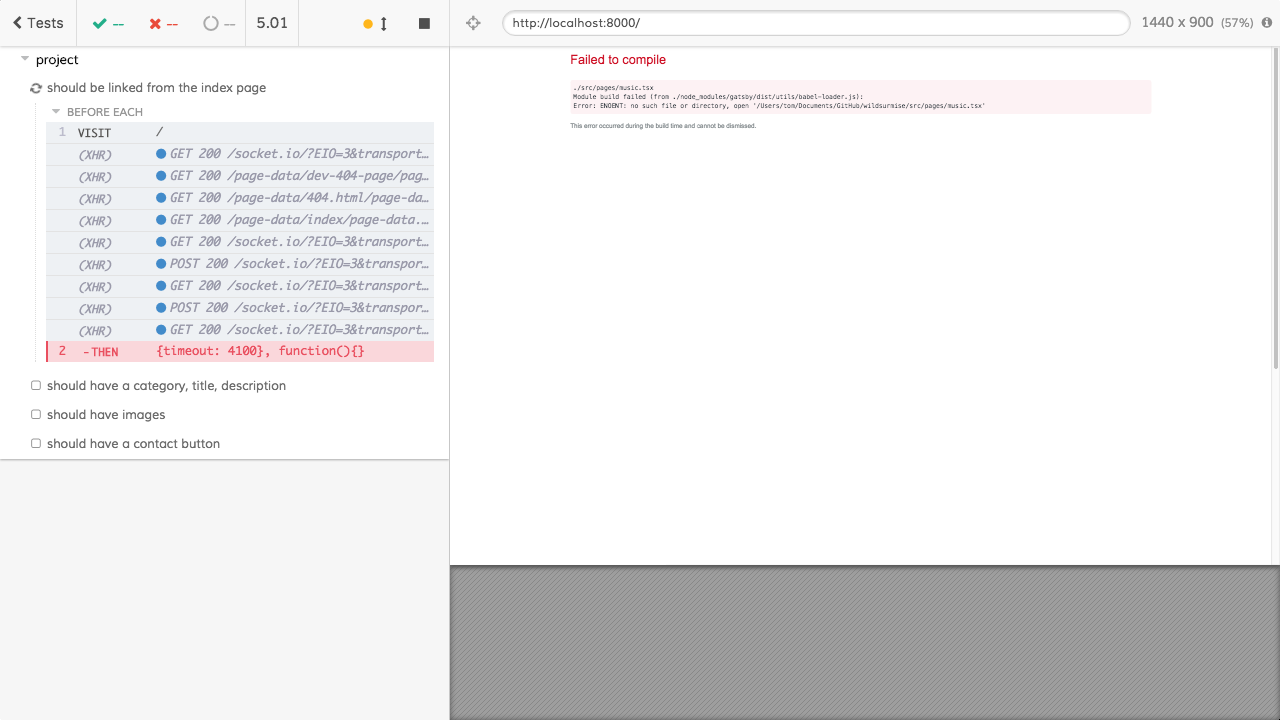 Tests
--
--
--
5.01
http://localhost:8000/
1440 x 900 (57%)
project
should be linked from the index page
BEFORE EACH
1 VISIT /
(XHR) GET 200 /socket.io/?EIO=3&transport…
(XHR) GET 200 /page-data/dev-404-page/pag…
(XHR) GET 200 /page-data/404.html/page-da…
(XHR) GET 200 /page-data/index/page-data.…
(XHR) GET 200 /socket.io/?EIO=3&transport…
(XHR) POST 200 /socket.io/?EIO=3&transpor…
(XHR) GET 200 /socket.io/?EIO=3&transport…
(XHR) POST 200 /socket.io/?EIO=3&transpor…
(XHR) GET 200 /socket.io/?EIO=3&transport…
2 -THEN {timeout: 4100}, function(){}
should have a category, title, description
should have images
should have a contact button
Failed to compile
./src/pages/music.tsx
Module build failed (from ./node_modules/gatsby/dist/utils/babel-loader.js):
Error: ENOENT: no such file or directory, open '/Users/tom/Documents/GitHub/wildsurmise/src/pages/music.tsx'
This error occurred during the build time and cannot be dismissed.